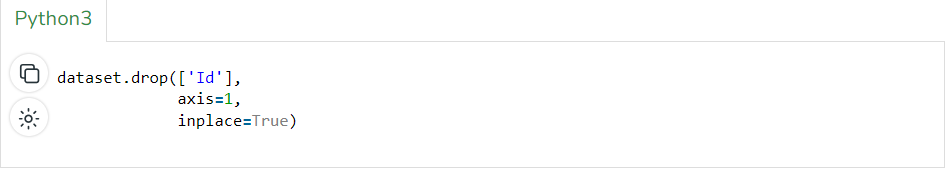 Python3
dataset.drop(['Id'],
             axis=1,
             inplace=True)